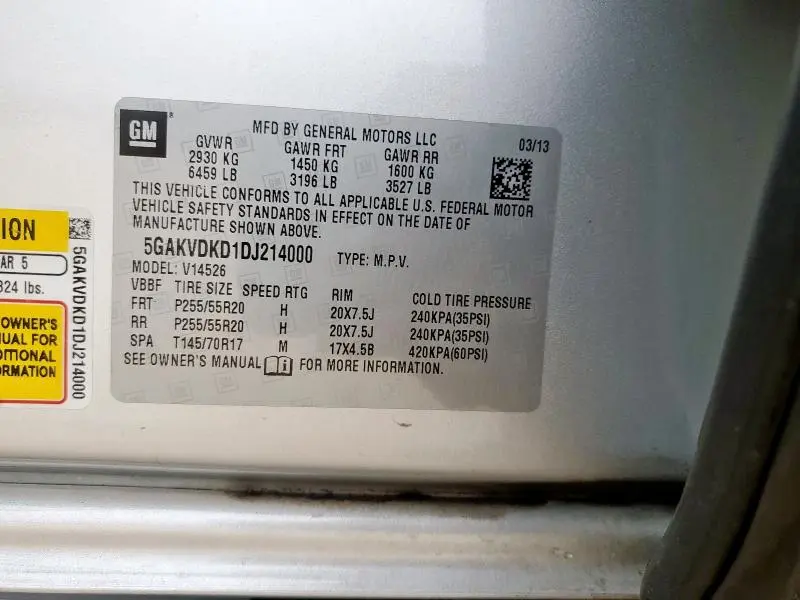 GM
MFD BY GENERAL MOTORS LLC
03/13
GVWR GAWR FRT GAWR RR
2930 KG 1450 KG 1600 KG
6459 LB 3196 LB 3527 LB
THIS VEHICLE CONFORMS TO ALL APPLICABLE U.S. FEDERAL MOTOR
VEHICLE SAFETY STANDARDS IN EFFECT ON THE DATE OF
MANUFACTURE SHOWN ABOVE.
5GAKVDKD1DJ214000 TYPE: M.P.V.
MODEL: V14526
VBBF TIRE SIZE SPEED RTG RIM COLD TIRE PRESSURE
FRT P255/55R20 H 20X7.5J 240KPA(35PSI)
RR P255/55R20 H 20X7.5J 240KPA(35PSI)
SPA T145/70R17 M 17X4.5B 420KPA(60PSI)
SEE OWNER'S MANUAL FOR MORE INFORMATION.
ION
AR 5
324 lbs.
OWNER'S
UAL FOR
DITIONAL
RMATION
5GAKVDKD1DJ214000